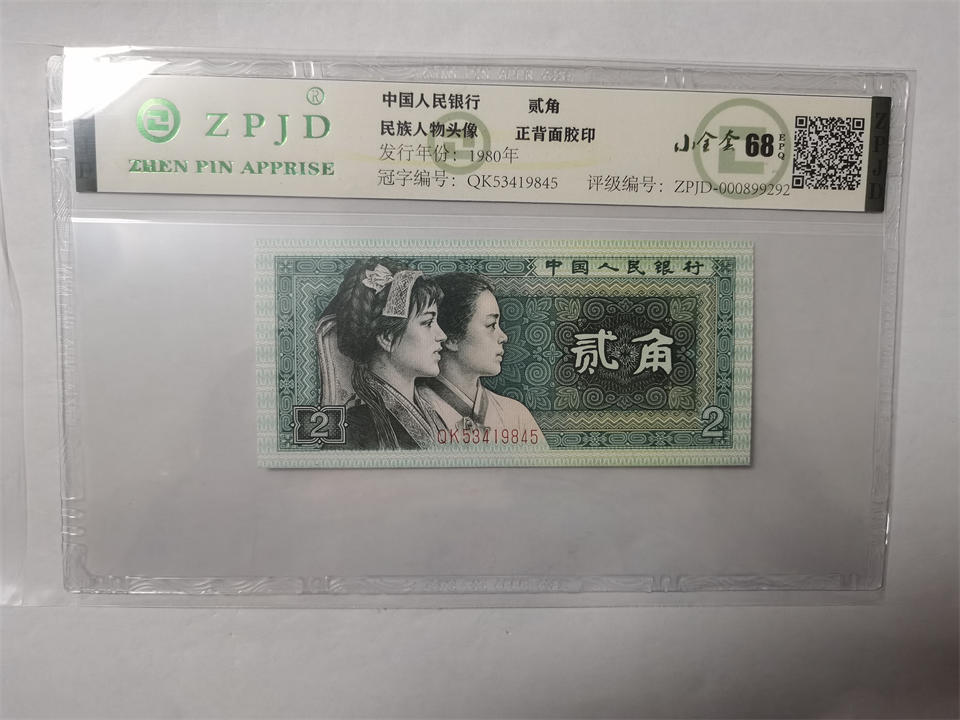 ZPJD®
ZHEN PIN APPRISE
中国人民银行 贰角
民族人物头像 正背面胶印
发行年份：1980年
冠字编号：QK53419845 评级编号：ZPJD-000899292
小金套 68 EPQ
中国人民银行
贰角
2
2
QK53419845